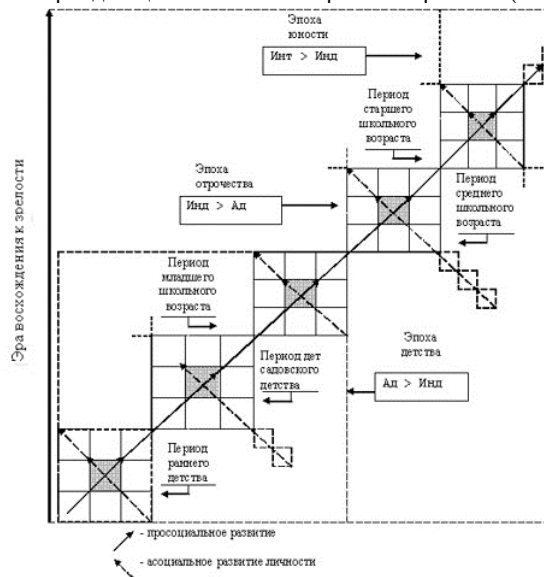 Эпоха
юности
Инт > Инд
Период
старшего
школьного
возраста
Эпоха
отрочества
Инд > Ад
Период
среднего
школьного
возраста
Период
младшего
школьного
возраста
Эпоха
детства
Ад > Инд
Период дет
садовского
детства
Период
раннего
детства
Эра восхождения к зрелости
- просоциальное развитие
- асоциальное развитие личности